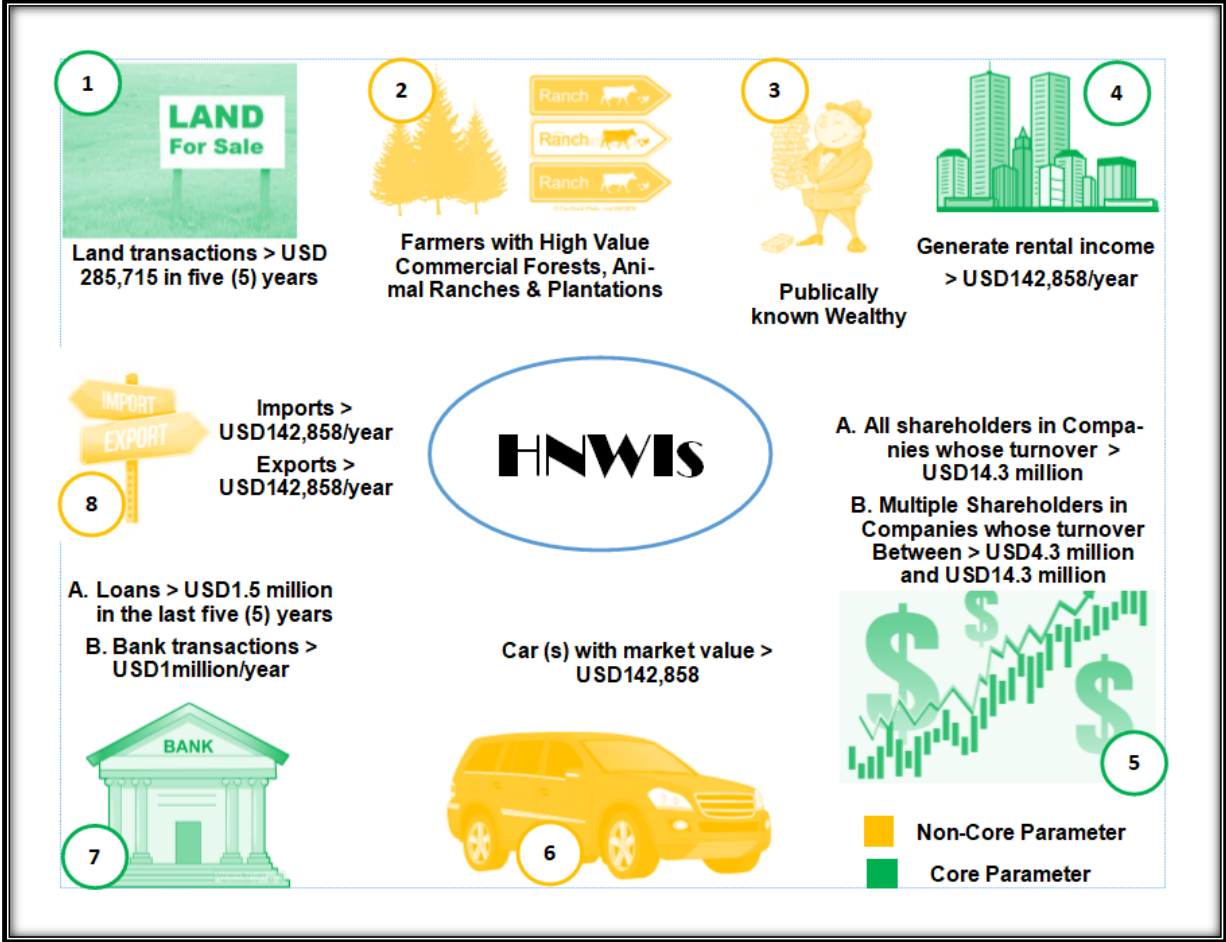 1
LAND
For Sale
Land transactions > USD
285,715 in five (5) years
2
Ranch
Ranch
Ranch
Farmers with High Value
Commercial Forests, Ani-
mal Ranches & Plantations
3
Publically
known Wealthy
4
Generate rental income
> USD142,858/year
IMPORT
EXPORT
8
Imports >
USD142,858/year
Exports >
USD142,858/year
HNWIs
A. All shareholders in Compa-
nies whose turnover >
USD14.3 million
B. Multiple Shareholders in
Companies whose turnover
Between > USD4.3 million
and USD14.3 million
5
A. Loans > USD1.5 million
in the last five (5) years
B. Bank transactions >
USD1million/year
BANK
7
Car (s) with market value >
USD142,858
6
Non-Core Parameter
Core Parameter